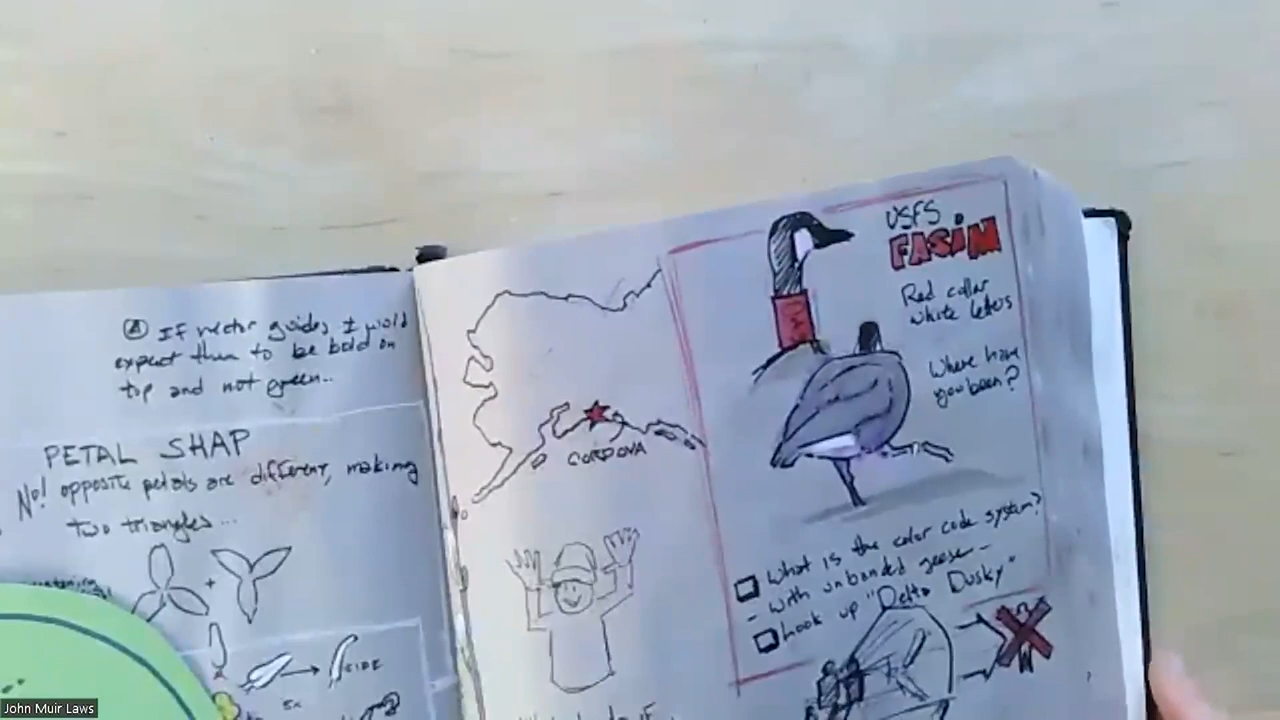 Ⓐ If nectar guides, I would
expect them to be bold on
top and not green..
PETAL SHAP
No! opposite petals are different, making
two triangles...
+
SIDE
5x
CORDOVA
USFS
Red collar
white letters
Where have
you been?
What is the color code system?
- with unbanded geese -
Look up "Delta Dusky"
John Muir Laws